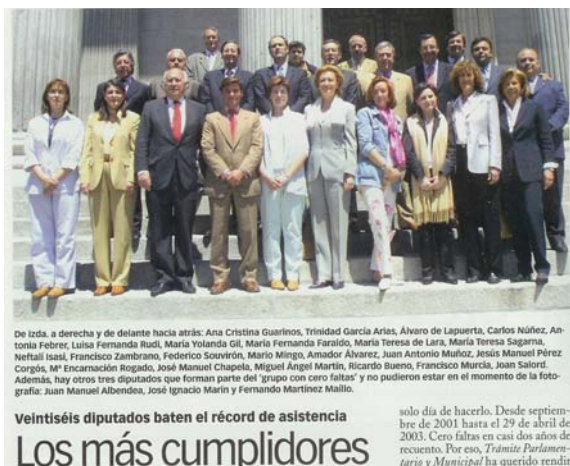 De izda. a derecha y de delante hacia atrás: Ana Cristina Guarinos, Trinidad García Arias, Álvaro de Lapuerta, Carlos Núñez, An-
tonia Febrer, Luisa Fernanda Rudi, María Yolanda Gil, María Fernanda Faraldo, María Teresa de Lara, María Teresa Sagarna,
Neftalí Isasi, Francisco Zambrano, Federico Souvirón, Mario Mingo, Amador Álvarez, Juan Antonio Muñoz, Jesús Manuel Pérez
Corgós, Mª Encarnación Rogado, José Manuel Chapela, Miguel Ángel Martín, Ricardo Bueno, Francisco Murcia, Joan Salord.
Además, hay otros tres diputados que forman parte del 'grupo con cero faltas' y no pudieron estar en el momento de la foto-
grafía: Juan Manuel Albendea, José Ignacio Marín y Fernando Martínez Maíllo.
Veintiséis diputados baten el récord de asistencia
Los más cumplidores
solo día de hacerlo. Desde septiem-
bre de 2001 hasta el 29 de abril de
2003. Cero faltas en casi dos años de
recuento. Por eso, Trámite Parlamen-
tario y Municipal ha querido rendir